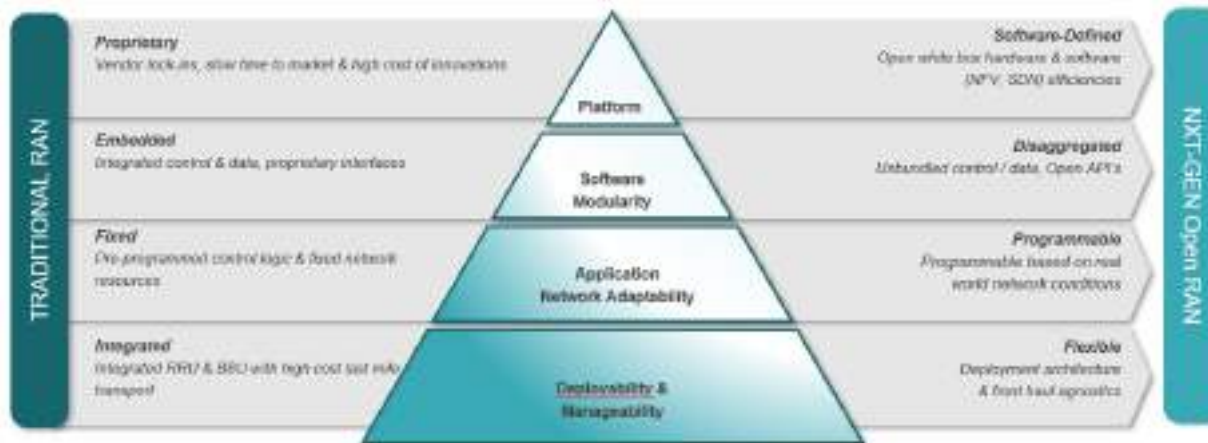 TRADITIONAL RAN
Proprietary
Vendor lock-ins, slow time to market & high cost of innovations
Platform
Software-Defined
Open white box hardware & software
(NFV, SDN) efficiencies
Embedded
Integrated control & data, proprietary interfaces
Software
Modularity
Disaggregated
Unbundled control / data, Open API's
Fixed
Pre-programmed control logic & fixed network
resources
Application
Network Adaptability
Programmable
Programmable based on real
world network conditions
Integrated
Integrated RRU & BBU with high-cost last mile
transport
Deployability &
Manageability
Flexible
Deployment architecture
& front haul agnostics
NXT-GEN Open RAN